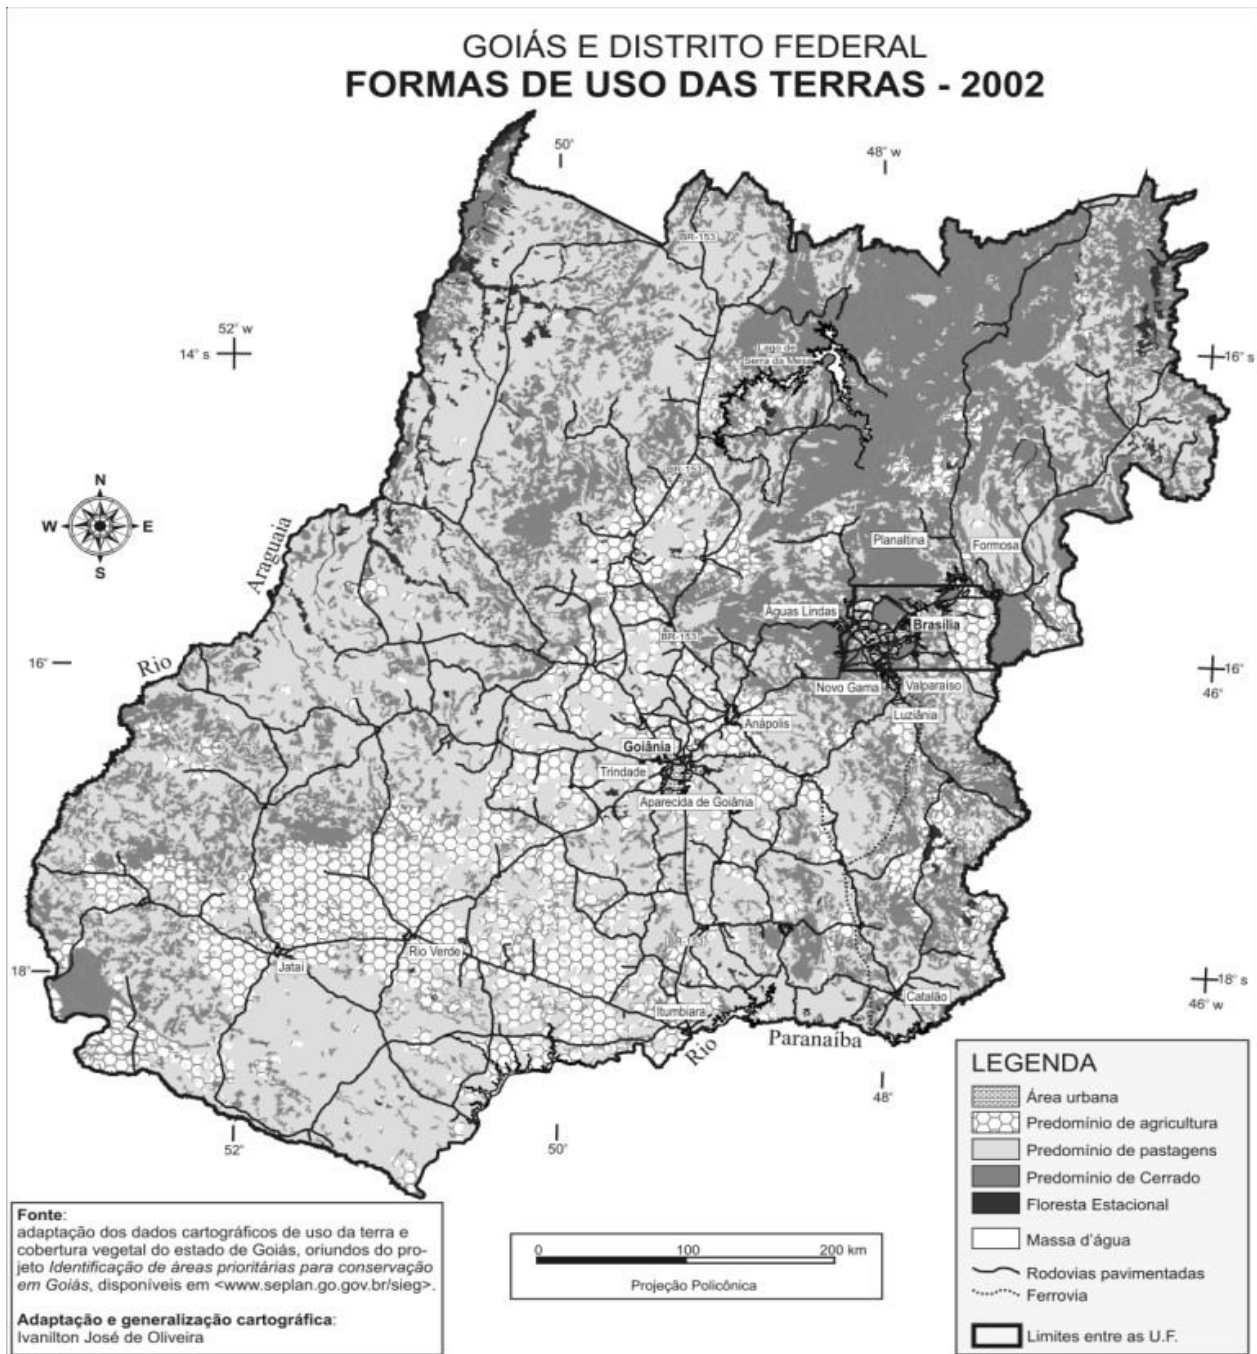 GOIÁS E DISTRITO FEDERAL
FORMAS DE USO DAS TERRAS - 2002
50°
48° w
BR-153
52° w
14° s
Lago de
Serra da Mesa
16° s
BR-153
N
W E
S
Araguaia
Planaltina
Formosa
Águas Lindas
Brasília
BR-153
Rio
16°
16°
46°
Novo Gama
Valparaíso
Luziânia
Anápolis
Goiânia
Trindade
Aparecida de Goiânia
Rio Verde
BR-153
Jataí
18°
18° s
46° w
Catalão
Itumbiara
Paranaíba
Rio
48°
52°
50°
LEGENDA
Área urbana
Predomínio de agricultura
Predomínio de pastagens
Predomínio de Cerrado
Floresta Estacional
Massa d'água
Rodovias pavimentadas
Ferrovia
Limites entre as U.F.
Fonte:
adaptação dos dados cartográficos de uso da terra e
cobertura vegetal do estado de Goiás, oriundos do pro-
jeto Identificação de áreas prioritárias para conservação
em Goiás, disponíveis em <www.seplan.go.gov.br/sieg>.
Adaptação e generalização cartográfica:
Ivanilton José de Oliveira
0 100 200 km
Projeção Policônica